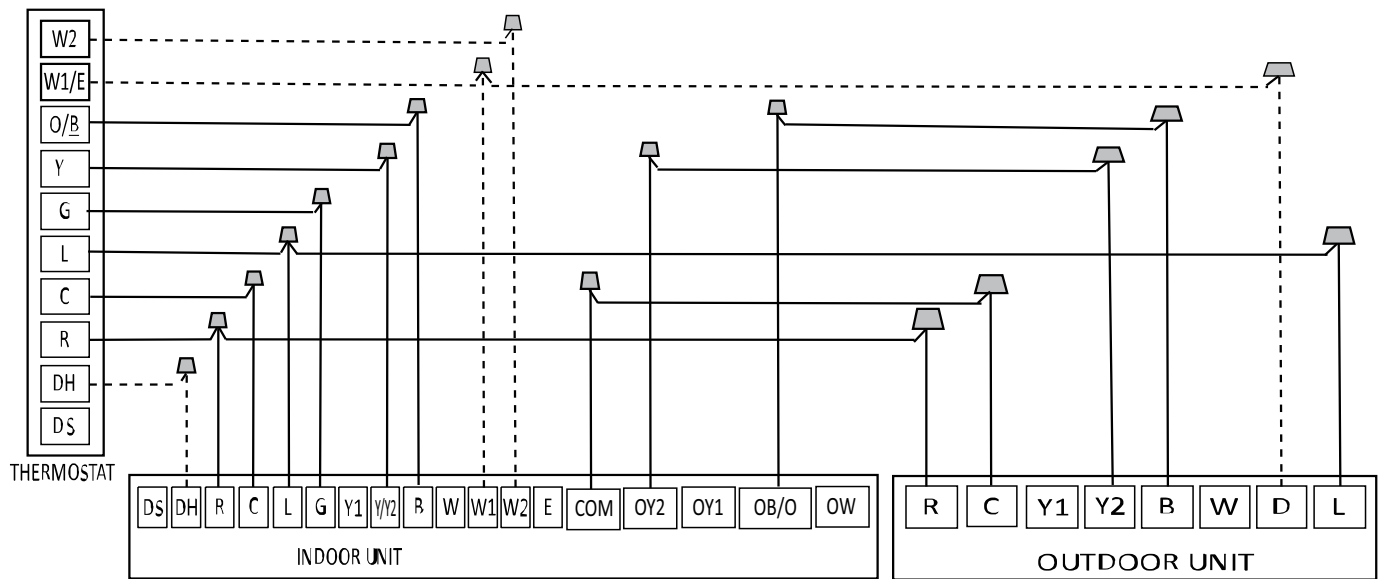 W2
W1/E
O/B
Y
G
L
C
R
DH
DS
THERMOSTAT
DS DH R C L G Y1 Y/Y2 B W W1 W2 E COM OY2 OY1 OB/O OW
INDOOR UNIT
R C Y1 Y2 B W D L
OUTDOOR UNIT